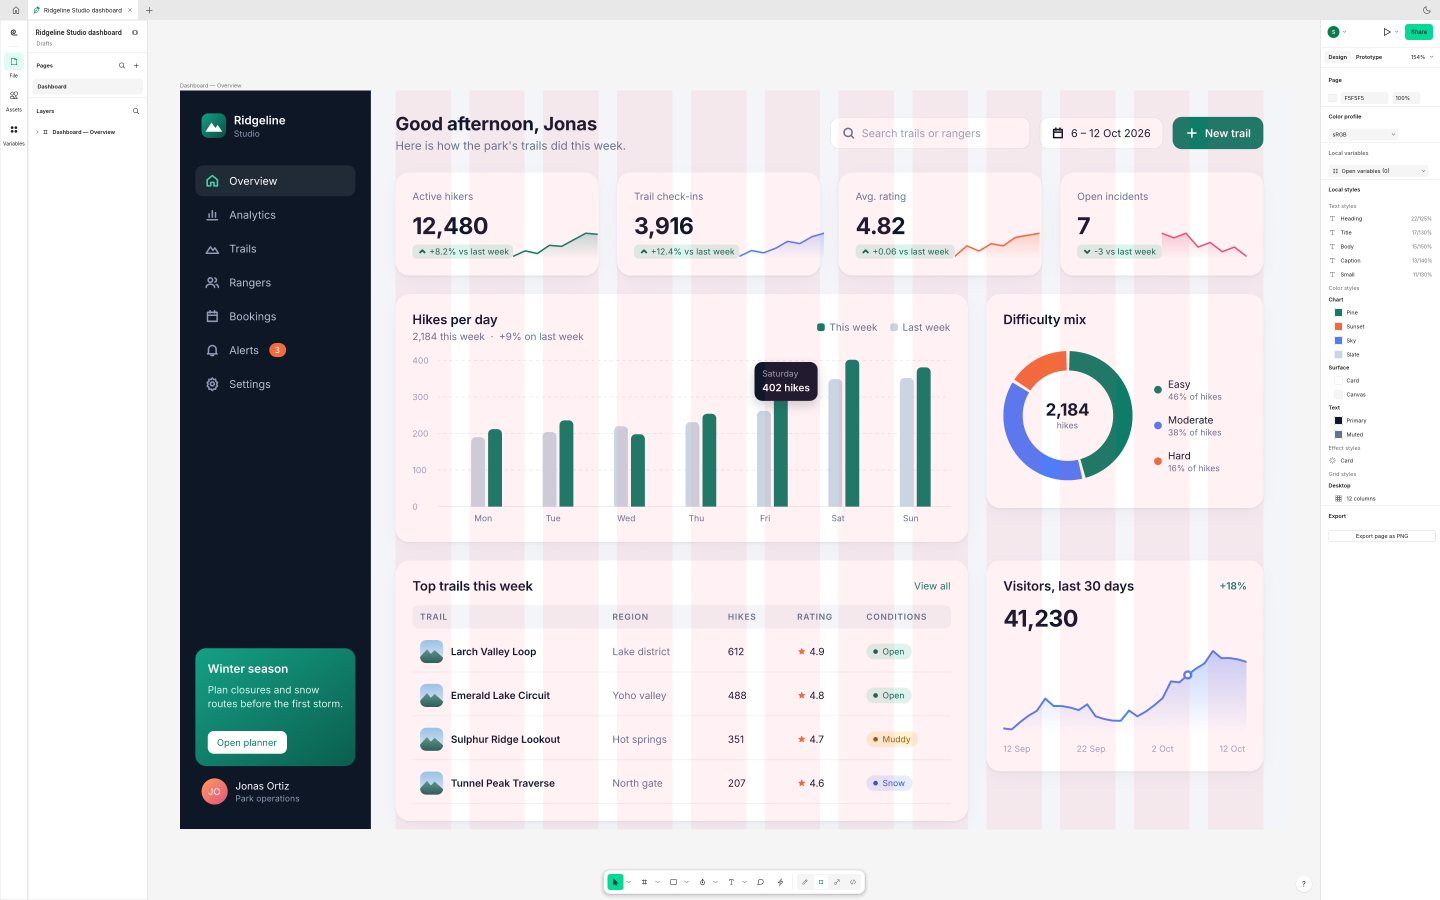 Ridgeline Studio dashboard
Ridgeline Studio dashboard
Drafts
File
Assets
Variables
Pages
Dashboard
Layers
Dashboard — Overview
Dashboard — Overview
Ridgeline
Studio
Overview
Analytics
Trails
Rangers
Bookings
Alerts 3
Settings
Winter season
Plan closures and snow
routes before the first storm.
Open planner
JO
Jonas Ortiz
Park operations
Good afternoon, Jonas
Here is how the park's trails did this week.
Search trails or rangers
6 – 12 Oct 2026
New trail
Active hikers
12,480
+8.2% vs last week
Trail check-ins
3,916
+12.4% vs last week
Avg. rating
4.82
+0.06 vs last week
Open incidents
7
-3 vs last week
Hikes per day
2,184 this week · +9% on last week
This week
Last week
400
300
200
100
0
Saturday
402 hikes
Mon Tue Wed Thu Fri Sat Sun
Difficulty mix
2,184
hikes
Easy
46% of hikes
Moderate
38% of hikes
Hard
16% of hikes
Top trails this week
View all
TRAIL REGION HIKES RATING CONDITIONS
Larch Valley Loop Lake district 612 4.9 Open
Emerald Lake Circuit Yoho valley 488 4.8 Open
Sulphur Ridge Lookout Hot springs 351 4.7 Muddy
Tunnel Peak Traverse North gate 207 4.6 Snow
Visitors, last 30 days
+18%
41,230
12 Sep 22 Sep 2 Oct 12 Oct
S
Share
Design Prototype 154%
Page
F5F5F5 100%
Color profile
sRGB
Local variables
Open variables (0)
Local styles
Text styles
Heading 22/125%
Title 17/130%
Body 15/150%
Caption 13/140%
Small 11/130%
Color styles
Chart
Pine
Sunset
Sky
Slate
Surface
Card
Canvas
Text
Primary
Muted
Effect styles
Card
Grid styles
Desktop
12 columns
Export
Export page as PNG
?